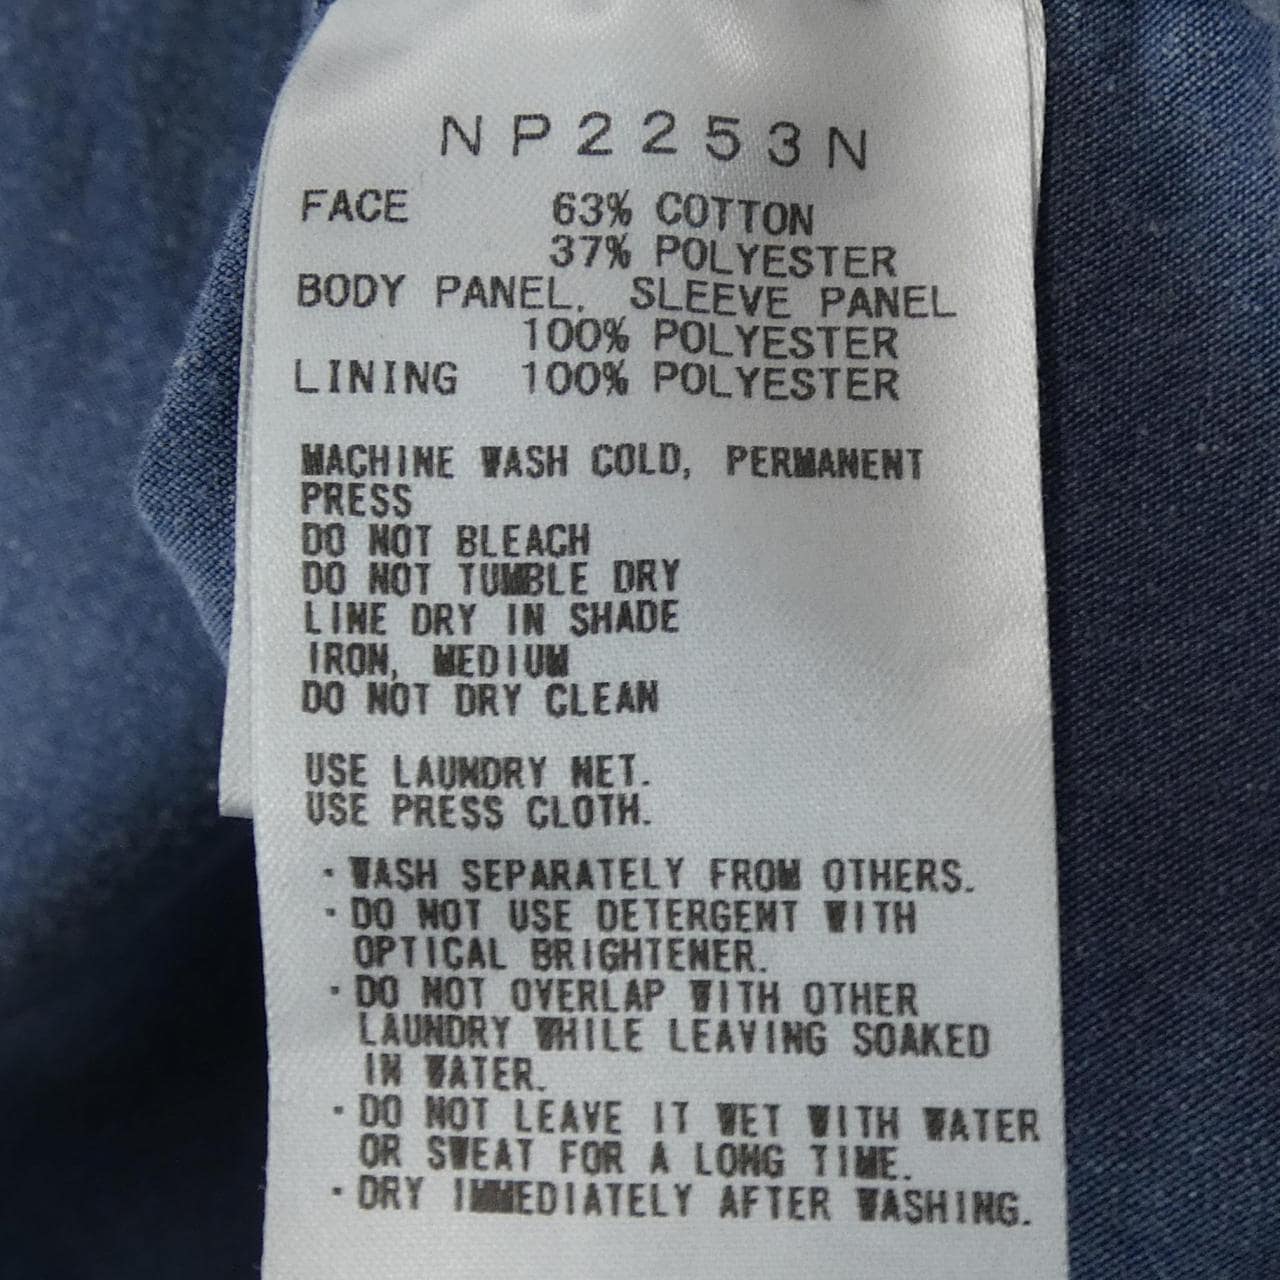 NP2253N
FACE 63% COTTON
37% POLYESTER
BODY PANEL, SLEEVE PANEL
100% POLYESTER
LINING 100% POLYESTER
MACHINE WASH COLD, PERMANENT
PRESS
DO NOT BLEACH
DO NOT TUMBLE DRY
LINE DRY IN SHADE
IRON, MEDIUM
DO NOT DRY CLEAN
USE LAUNDRY NET.
USE PRESS CLOTH.
・WASH SEPARATELY FROM OTHERS.
・DO NOT USE DETERGENT WITH
OPTICAL BRIGHTENER.
・DO NOT OVERLAP WITH OTHER
LAUNDRY WHILE LEAVING SOAKED
IN WATER.
・DO NOT LEAVE IT WET WITH WATER
OR SWEAT FOR A LONG TIME.
・DRY IMMEDIATELY AFTER WASHING.